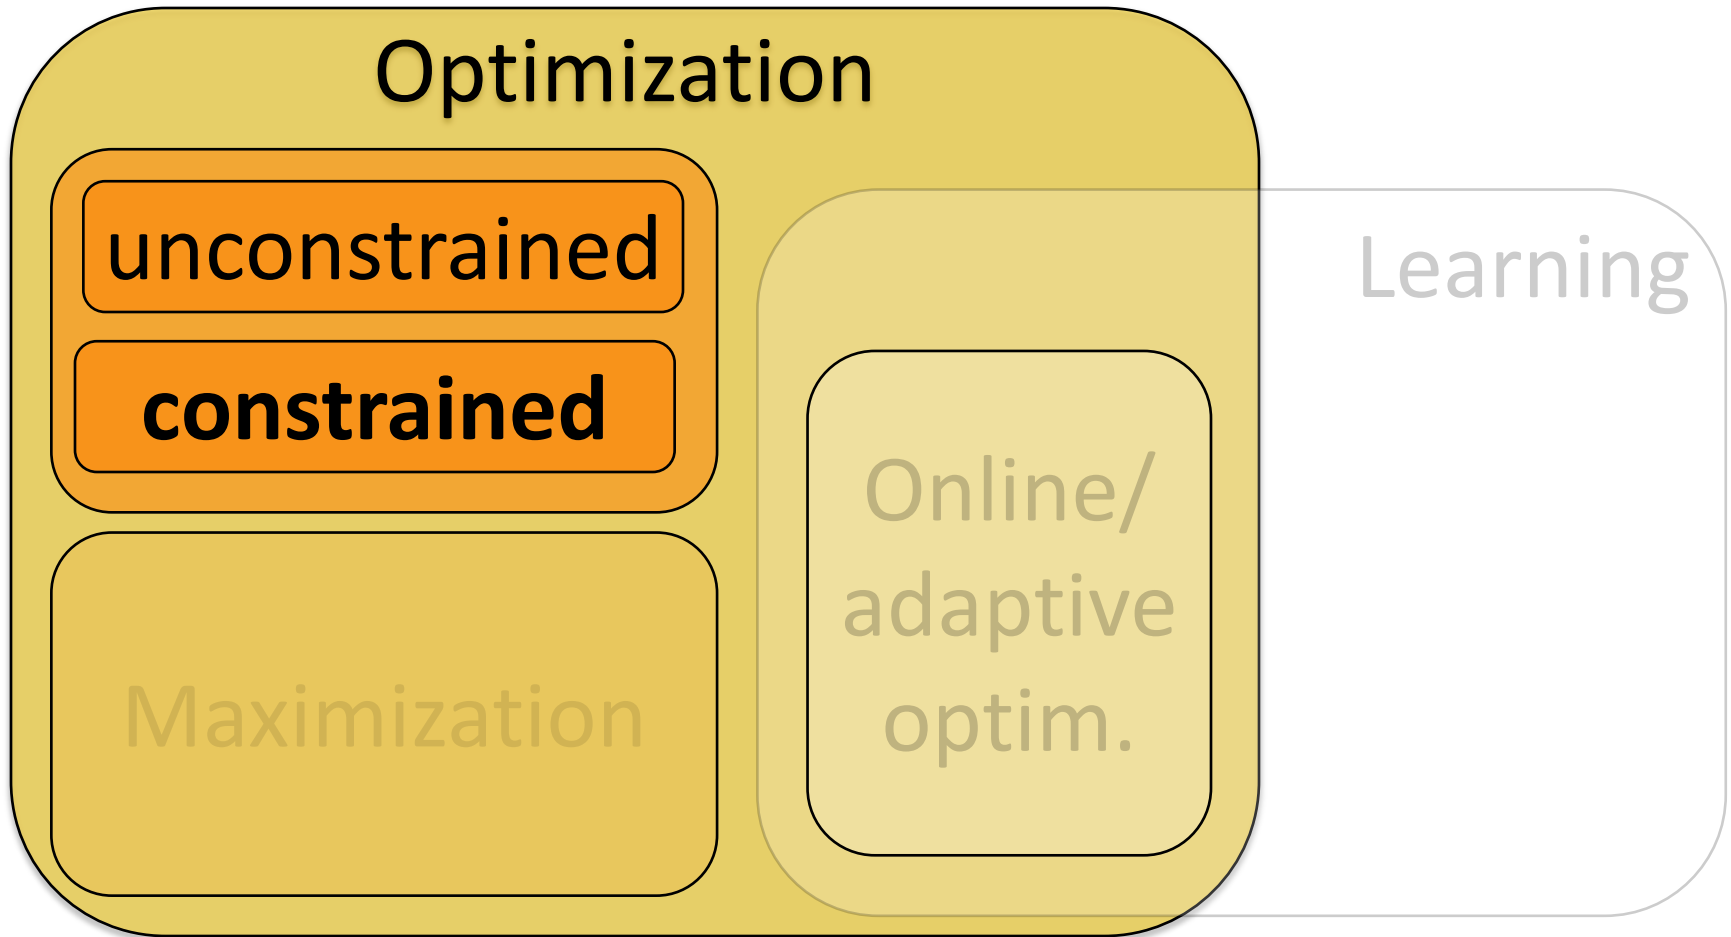 Optimization
unconstrained
constrained
Maximization
Learning
Online/
adaptive
optim.